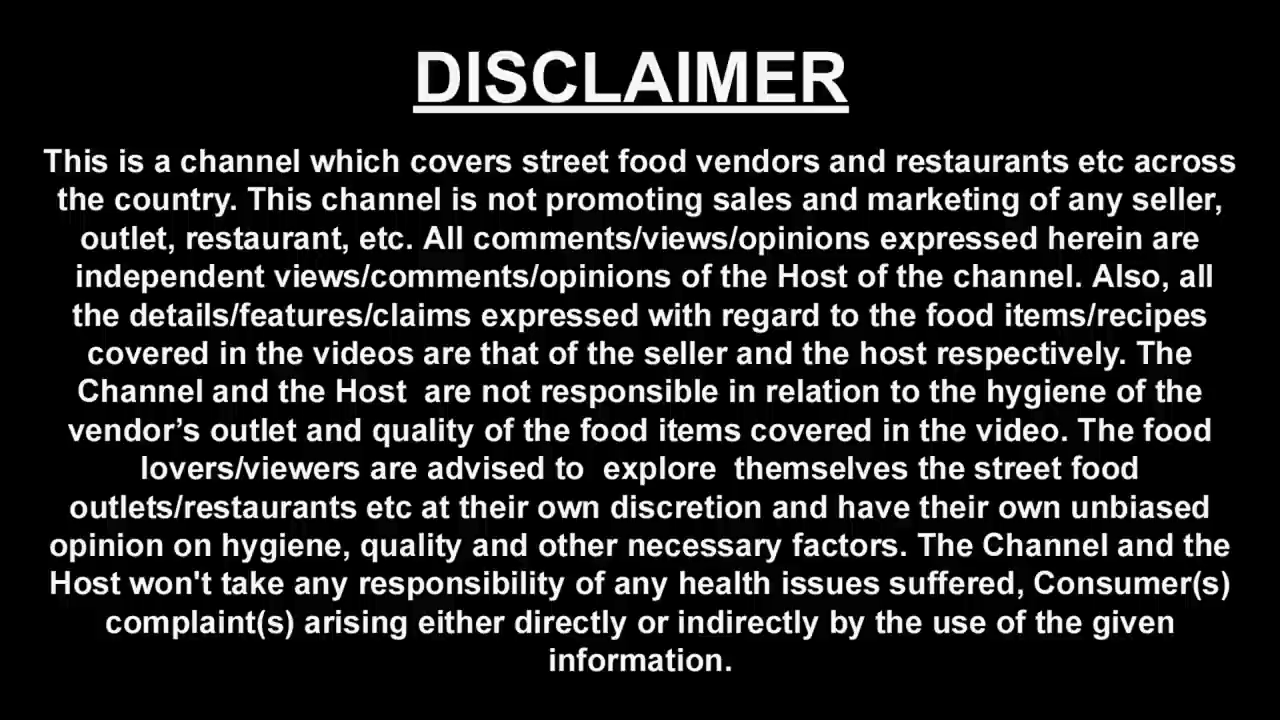 DISCLAIMER
This is a channel which covers street food vendors and restaurants etc across
the country. This channel is not promoting sales and marketing of any seller,
outlet, restaurant, etc. All comments/views/opinions expressed herein are
independent views/comments/opinions of the Host of the channel. Also, all
the details/features/claims expressed with regard to the food items/recipes
covered in the videos are that of the seller and the host respectively. The
Channel and the Host  are not responsible in relation to the hygiene of the
vendor’s outlet and quality of the food items covered in the video. The food
lovers/viewers are advised to  explore  themselves the street food
outlets/restaurants etc at their own discretion and have their own unbiased
opinion on hygiene, quality and other necessary factors. The Channel and the
Host won't take any responsibility of any health issues suffered, Consumer(s)
complaint(s) arising either directly or indirectly by the use of the given
information.